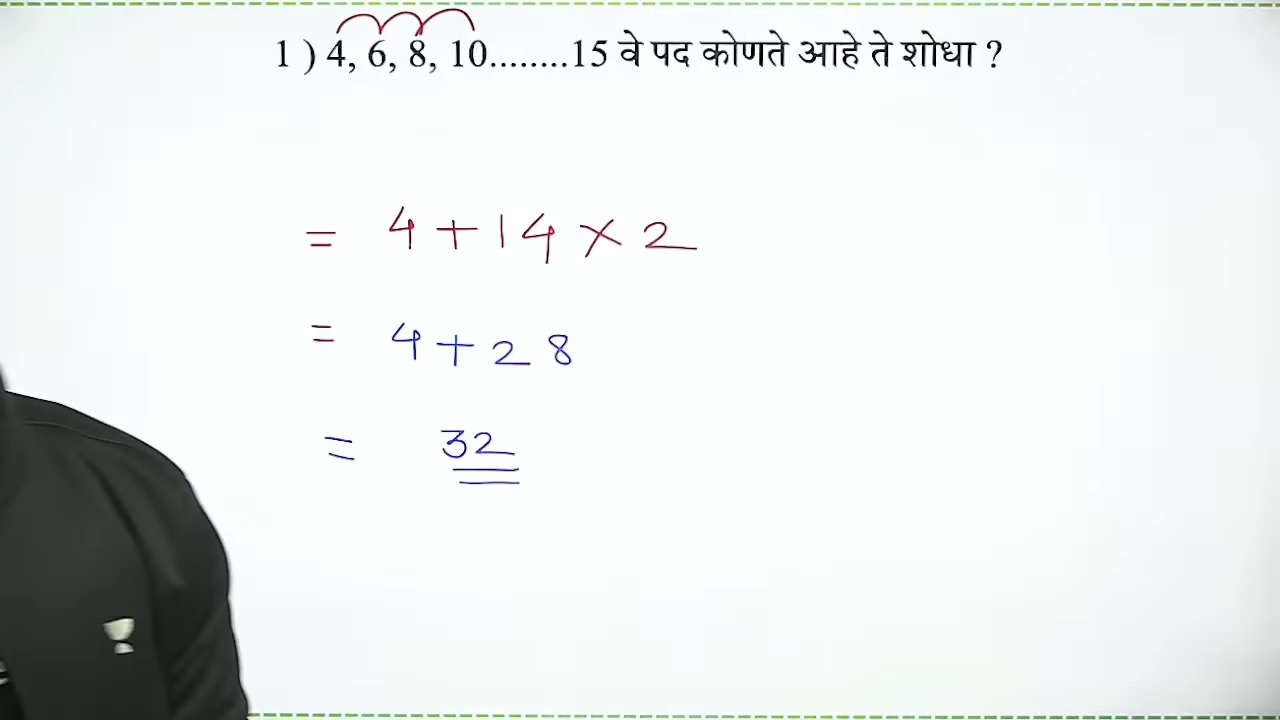 1 ) 4, 6, 8, 10........15 वे पद कोणते आहे ते शोधा ?
= 4 + 14 × 2
= 4 + 28
= 32